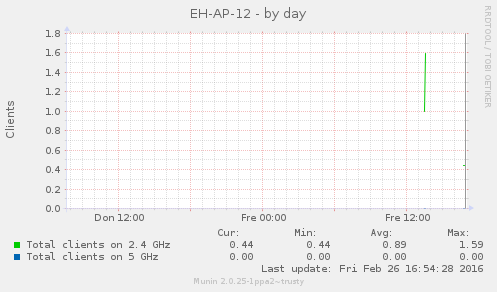 EH-AP-12 - by day
RRDTOOL / TOBI OETIKER
Clients
1.8
1.6
1.4
1.2
1.0
0.8
0.6
0.4
0.2
0.0
Don 12:00 Fre 00:00 Fre 12:00
Cur: Min: Avg: Max:
Total clients on 2.4 GHz 0.44 0.44 0.89 1.59
Total clients on 5 GHz 0.00 0.00 0.00 0.00
Last update: Fri Feb 26 16:54:28 2016
Munin 2.0.25-1ppa2~trusty